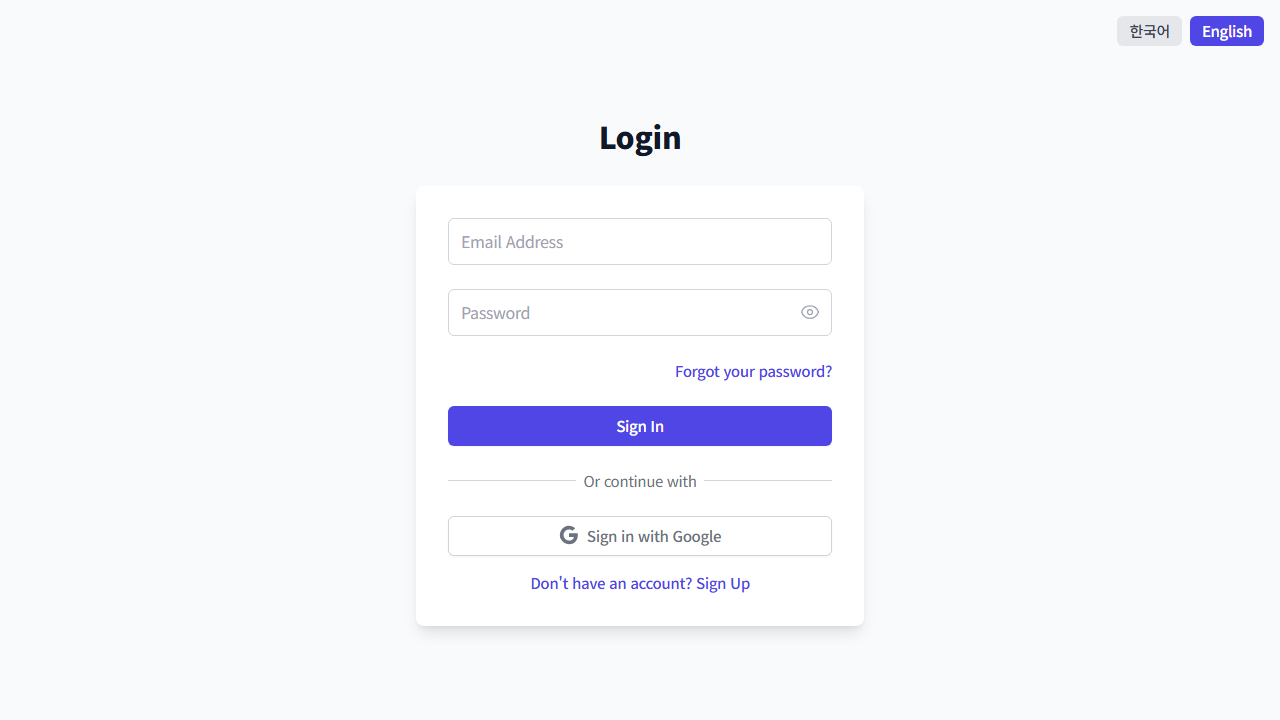 한국어 English
Login
Email Address
Password
Forgot your password?
Sign In
Or continue with
Sign in with Google
Don't have an account? Sign Up